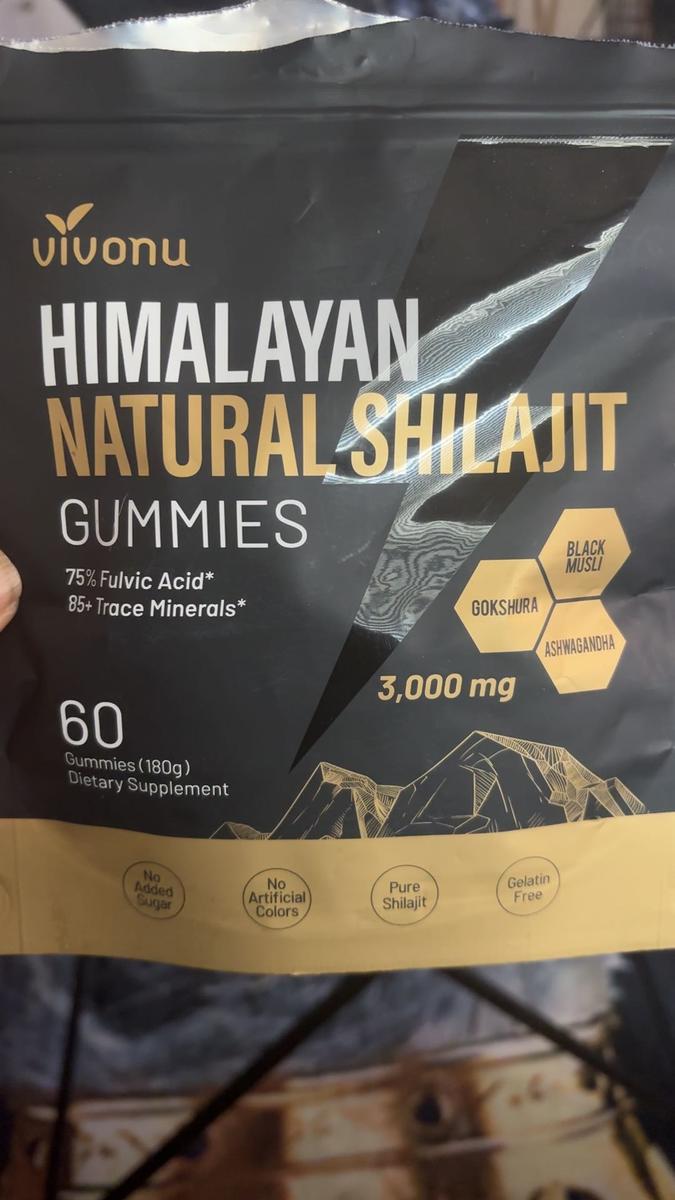 vivonu
HIMALAYAN
NATURAL SHILAJIT
GUMMIES
75% Fulvic Acid*
85+ Trace Minerals*
BLACK
MUSLI
GOKSHURA
ASHWAGANDHA
3,000 mg
60
Gummies (180g)
Dietary Supplement
No
Added
Sugar
No
Artificial
Colors
Pure
Shilajit
Gelatin
Free